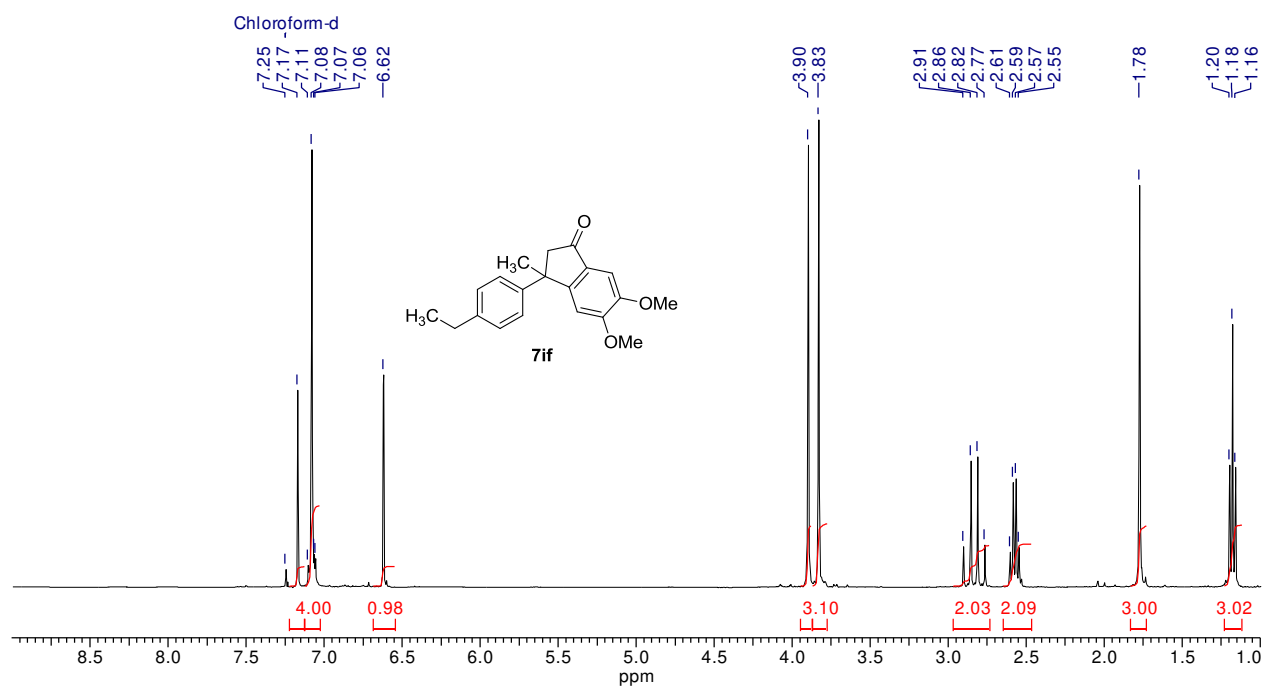 Chloroform-d
7.25 7.17 7.11 7.08 7.07 7.06 6.62 3.90 3.83 2.91 2.86 2.82 2.77 2.61 2.59 2.57 2.55 1.78 1.20 1.18 1.16
O
H3C
OMe
H3C
OMe
7if
4.00 0.98 3.10 2.03 2.09 3.00 3.02
8.5 8.0 7.5 7.0 6.5 6.0 5.5 5.0 4.5 4.0 3.5 3.0 2.5 2.0 1.5 1.0
ppm